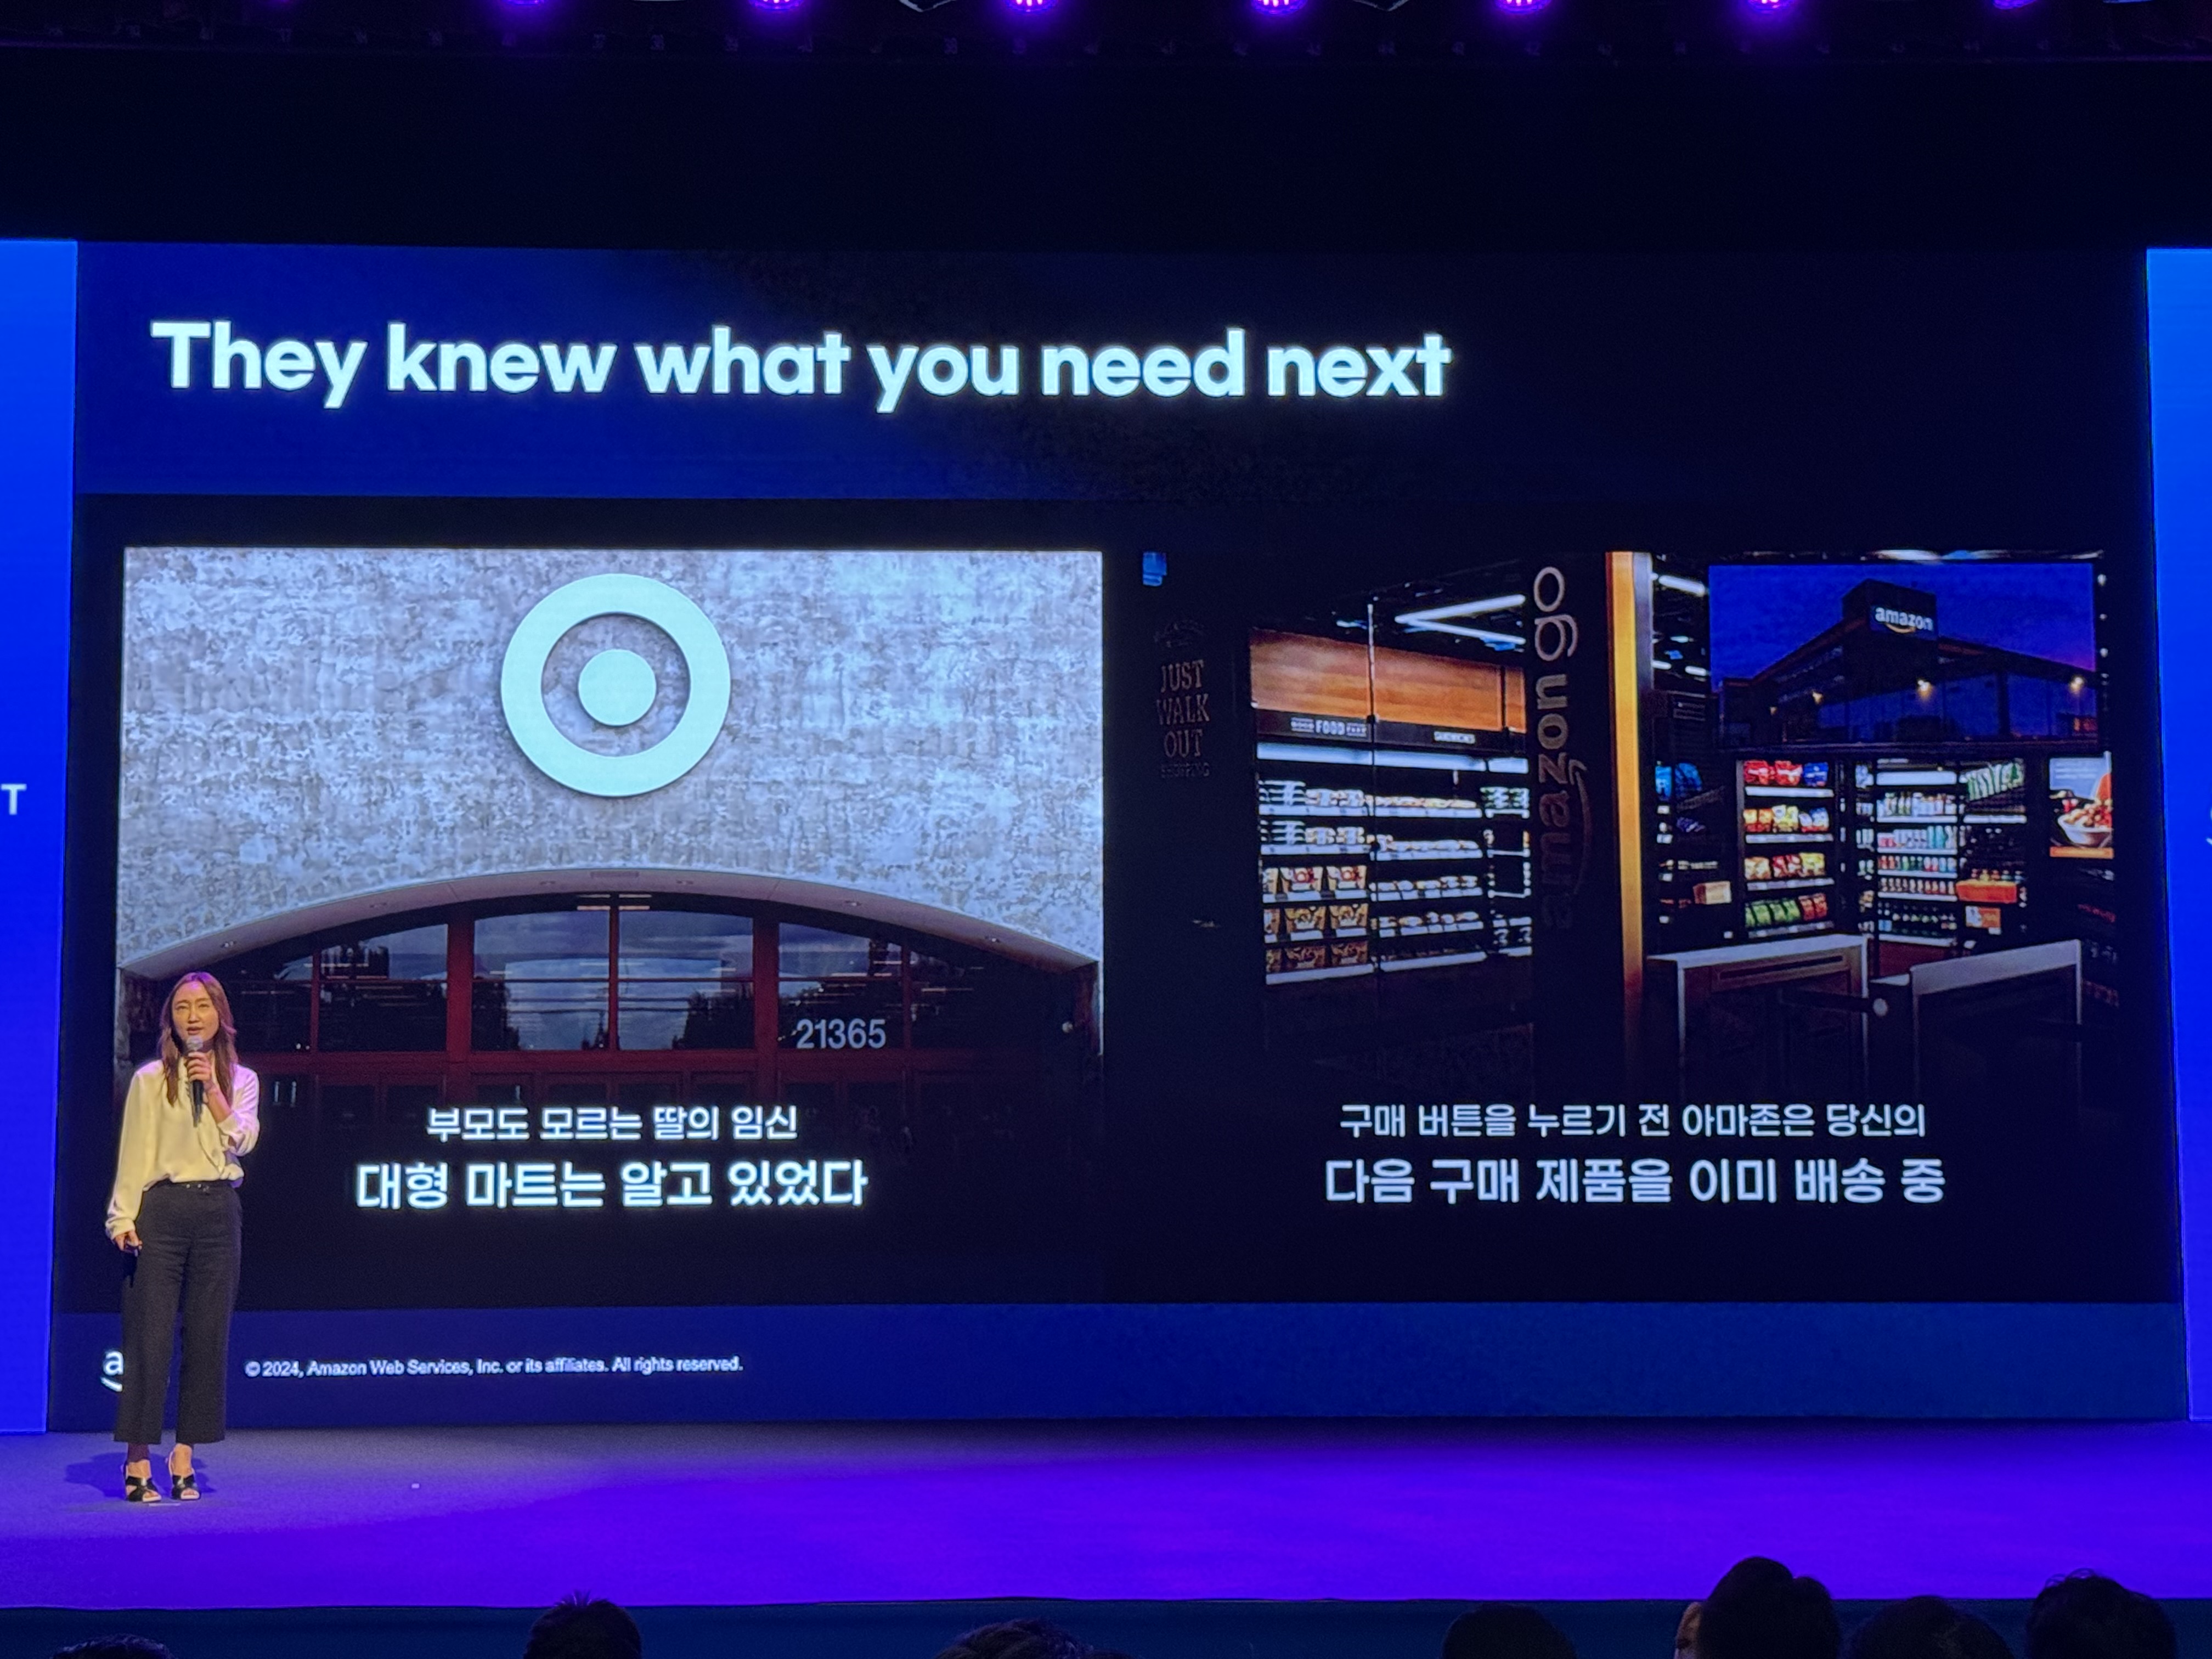 They knew what you need next
T
21365
부모도 모르는 딸의 임신
대형 마트는 알고 있었다
JUST
WALK
OUT
SHOPPING
FOOD
amazon go
amazon
구매 버튼을 누르기 전 아마존은 당신의
다음 구매 제품을 이미 배송 중
a
© 2024, Amazon Web Services, Inc. or its affiliates. All rights reserved.